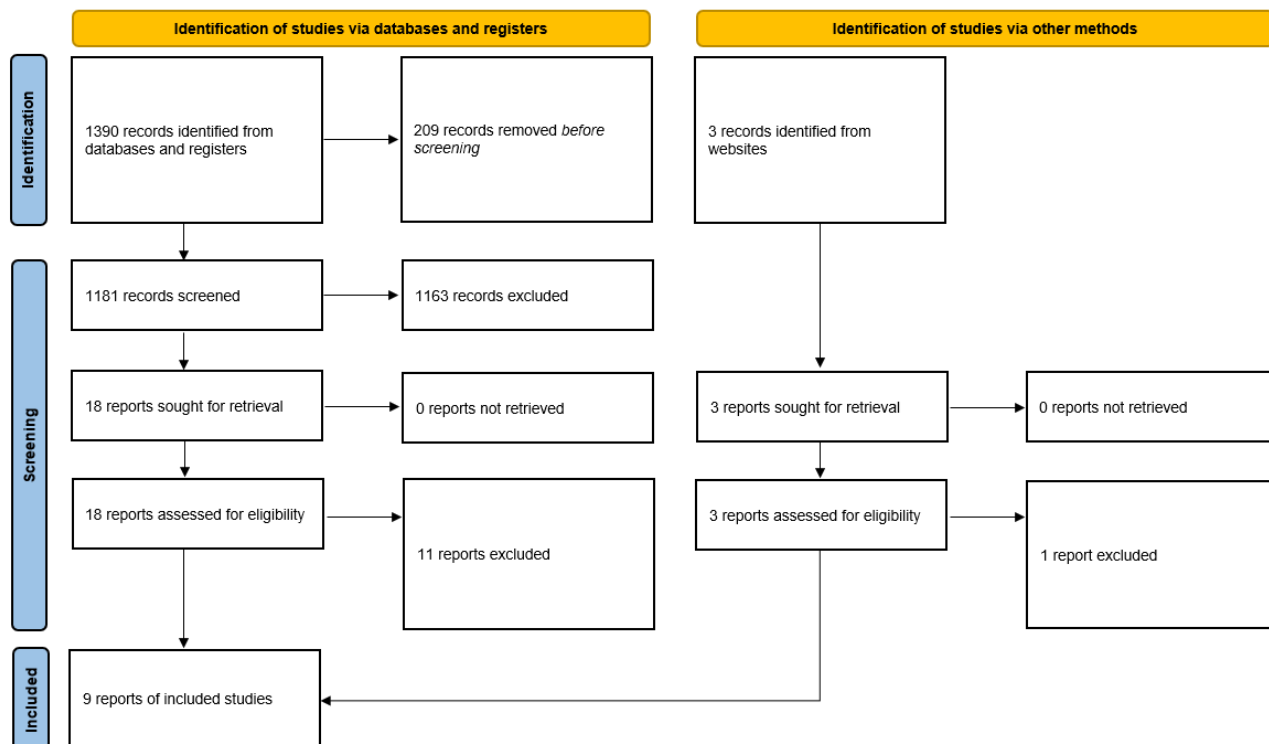 Identification of studies via databases and registers
Identification of studies via other methods
Identification
1390 records identified from
databases and registers
209 records removed before
screening
3 records identified from
websites
Screening
1181 records screened
1163 records excluded
18 reports sought for retrieval
0 reports not retrieved
3 reports sought for retrieval
0 reports not retrieved
18 reports assessed for eligibility
11 reports excluded
3 reports assessed for eligibility
1 report excluded
Included
9 reports of included studies